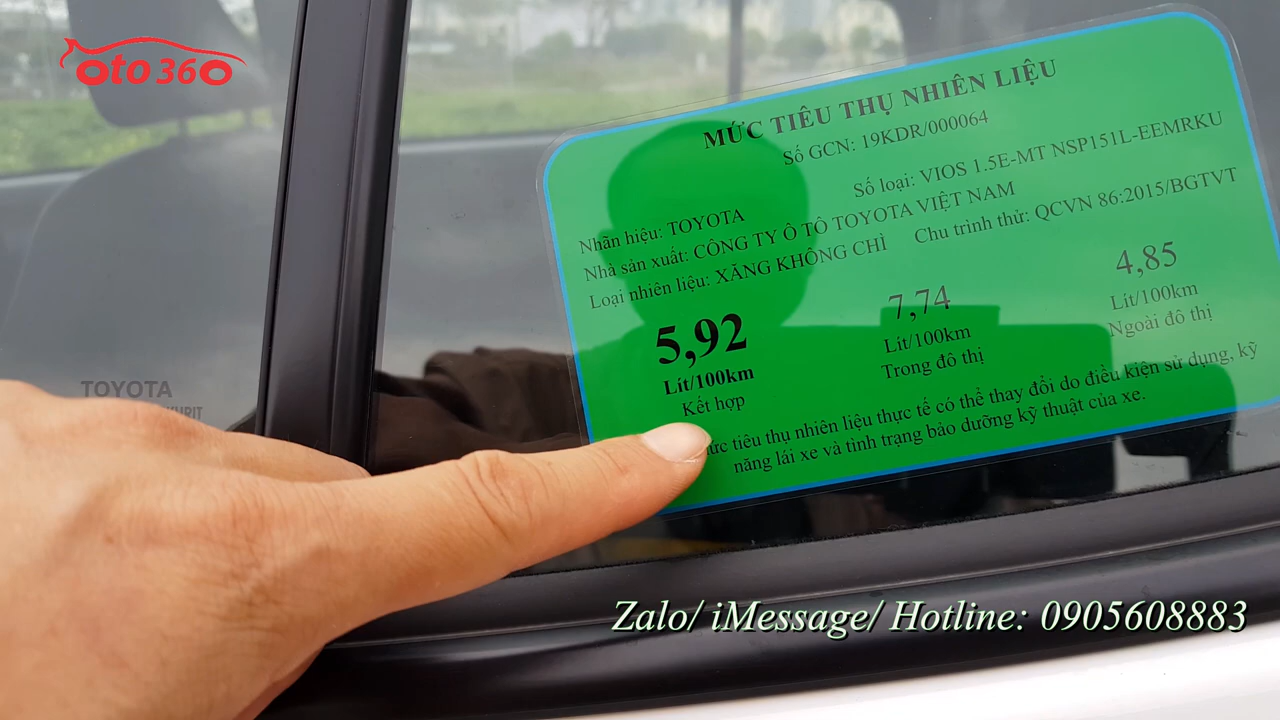 oto 360
MỨC TIÊU THỤ NHIÊN LIỆU
Số GCN: 19KDR/000064
Nhãn hiệu: TOYOTA Số loại: VIOS 1.5E-MT NSP151L-EEMRKU
Nhà sản xuất: CÔNG TY Ô TÔ TOYOTA VIỆT NAM
Loại nhiên liệu: XĂNG KHÔNG CHÌ Chu trình thử: QCVN 86:2015/BGTVT
5,92 7,74 4,85
Lít/100km Lít/100km Lít/100km
Kết hợp Trong đô thị Ngoài đô thị
tiêu thụ nhiên liệu thực tế có thể thay đổi do điều kiện sử dụng, kỹ
năng lái xe và tình trạng bảo dưỡng kỹ thuật của xe.
TOYOTA
Zalo/ iMessage/ Hotline: 0905608883